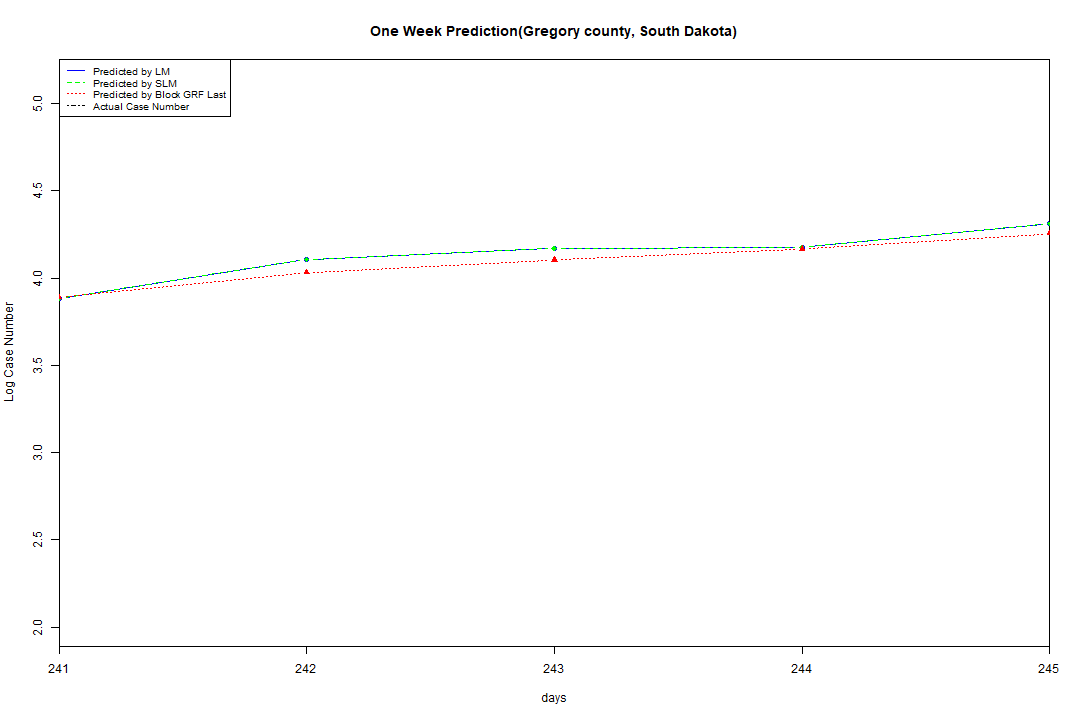 One Week Prediction(Gregory county, South Dakota)
Predicted by LM
Predicted by SLM
Predicted by Block GRF Last
Actual Case Number
5.0
4.5
4.0
3.5
3.0
2.5
2.0
Log Case Number
241 242 243 244 245
days